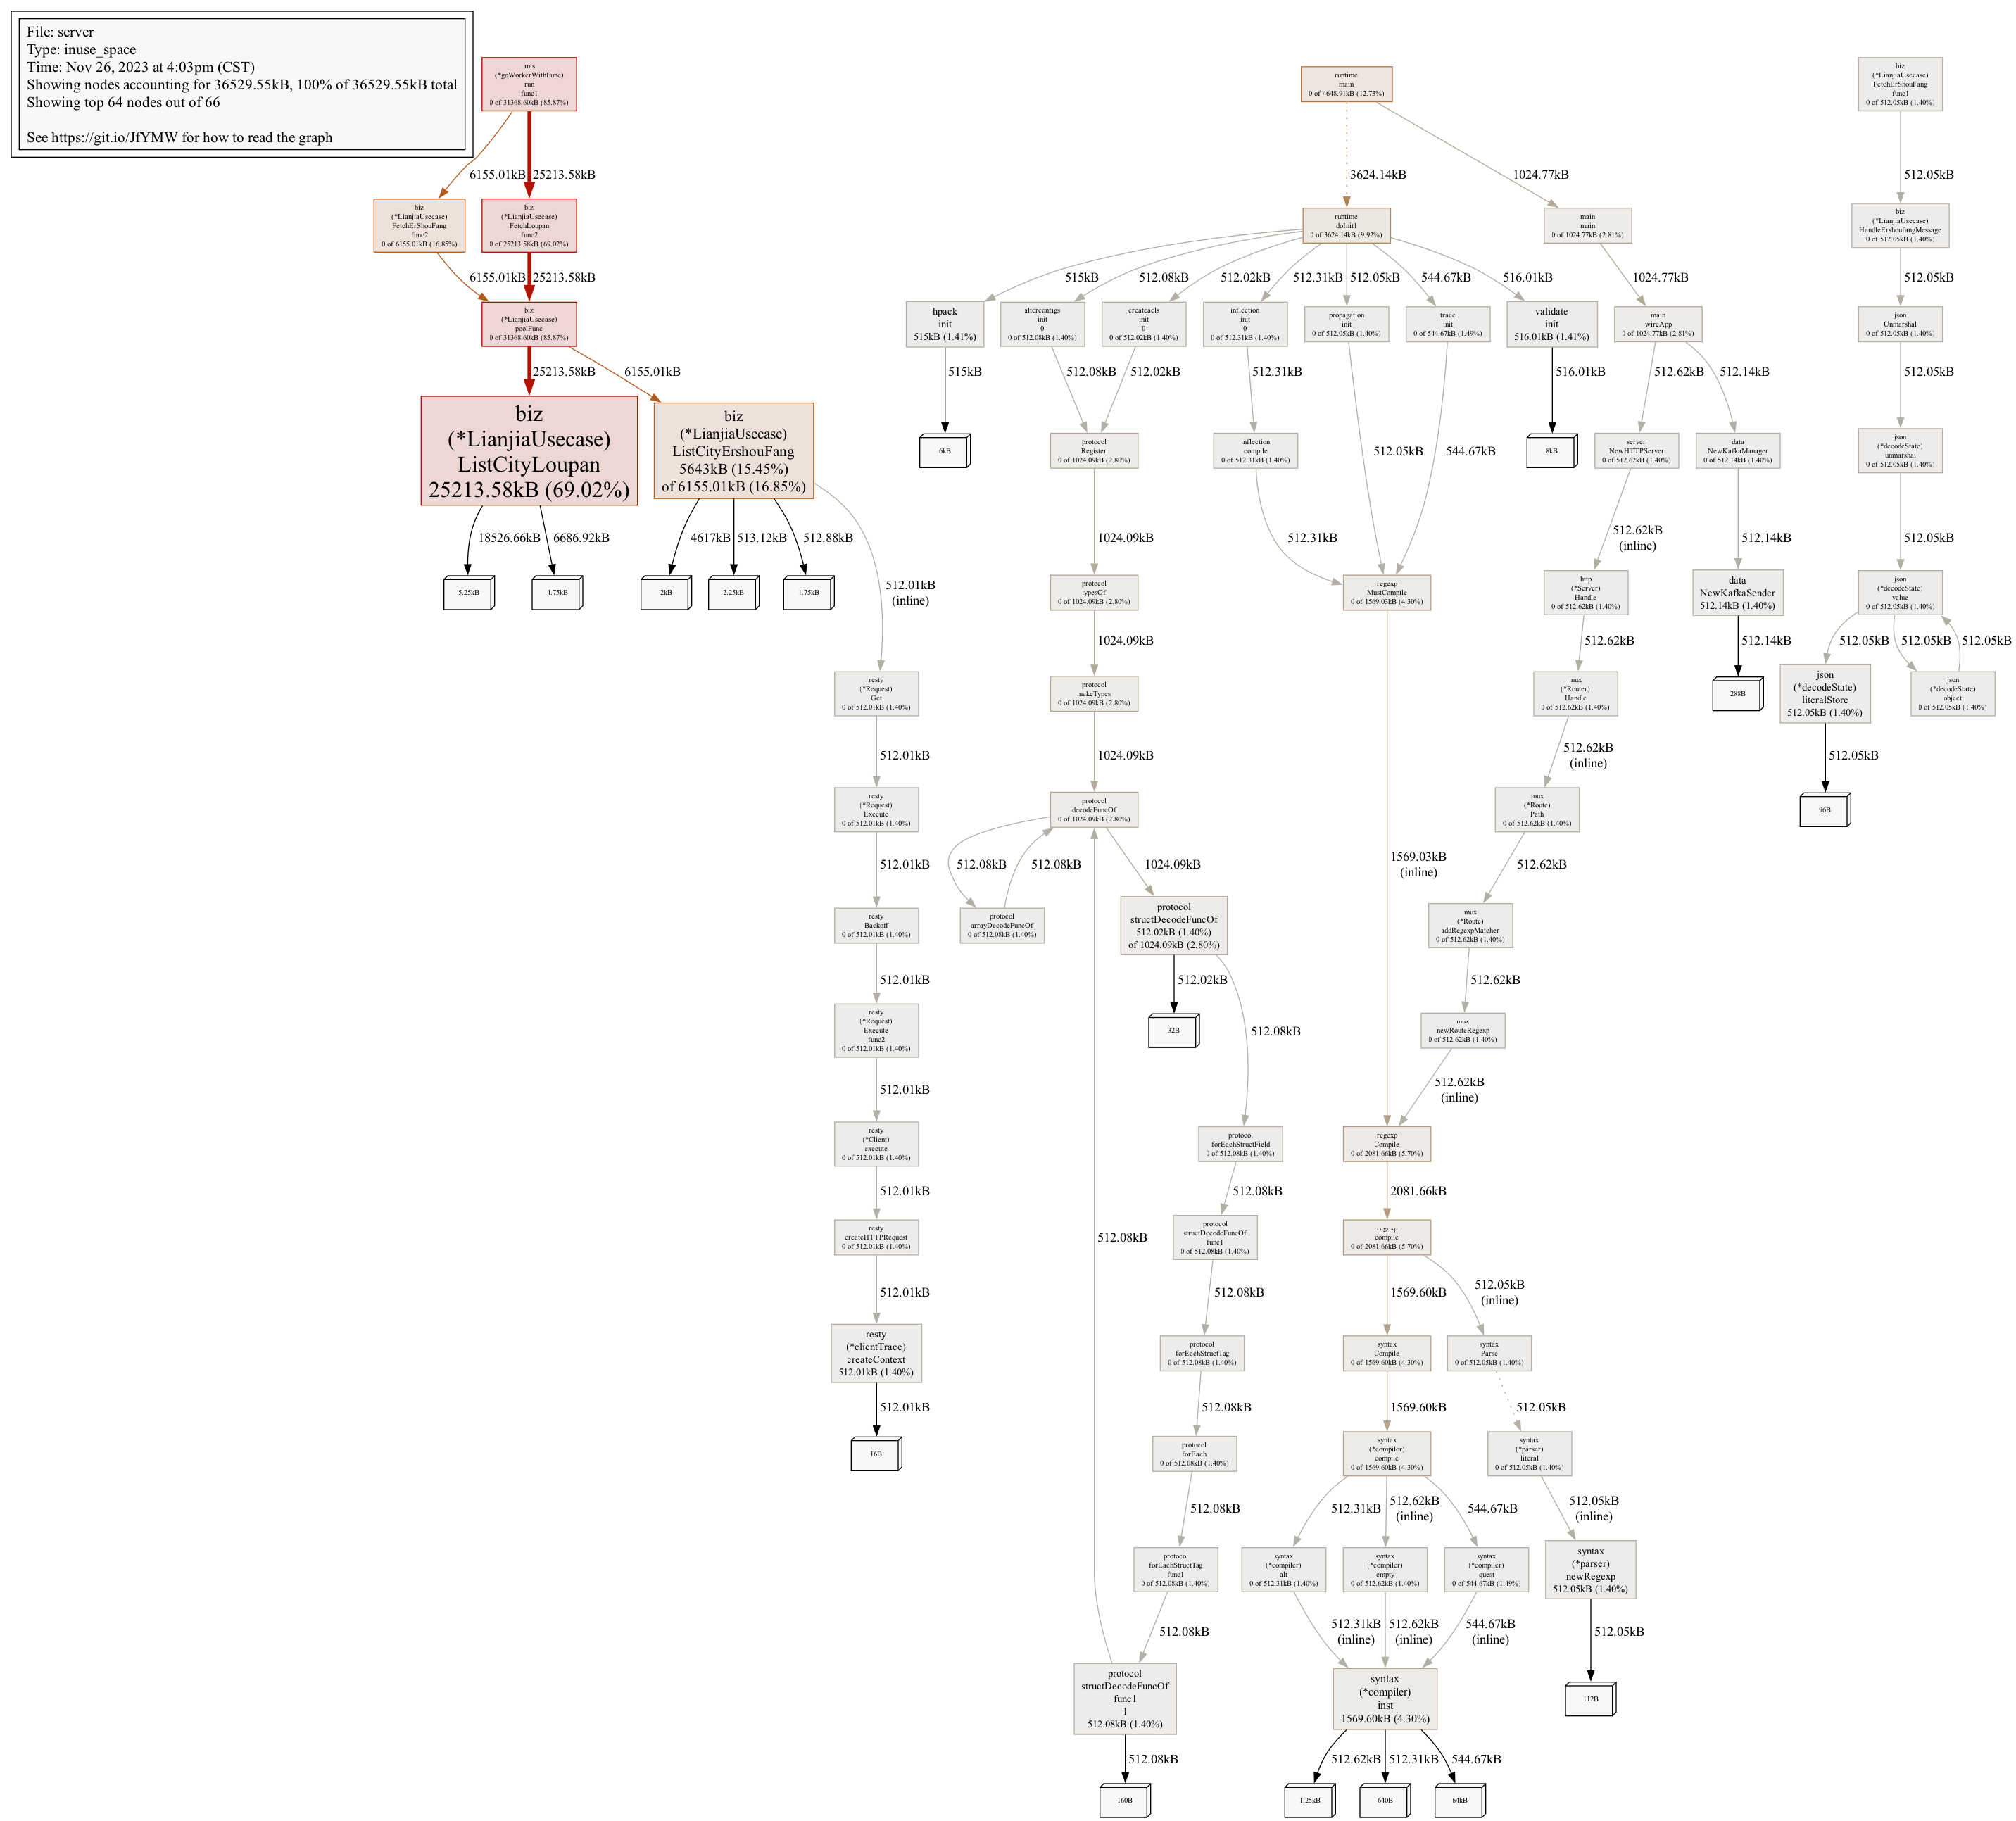 File: server
Type: inuse_space
Time: Nov 26, 2023 at 4:03pm (CST)
Showing nodes accounting for 36529.55kB, 100% of 36529.55kB total
Showing top 64 nodes out of 66
See https://git.io/JfYMW for how to read the graph
ants
(*goWorkerWithFunc)
run
func1
0 of 31368.60kB (85.87%)
6155.01kB
25213.58kB
biz
(*LianjiaUsecase)
FetchErShouFang
func2
0 of 6155.01kB (16.85%)
biz
(*LianjiaUsecase)
FetchLoupan
func2
0 of 25213.58kB (69.02%)
6155.01kB
25213.58kB
biz
(*LianjiaUsecase)
poolFunc
0 of 31368.60kB (85.87%)
25213.58kB
6155.01kB
biz
(*LianjiaUsecase)
ListCityLoupan
25213.58kB (69.02%)
biz
(*LianjiaUsecase)
ListCityErshouFang
5643kB (15.45%)
of 6155.01kB (16.85%)
18526.66kB
6686.92kB
4617kB
513.12kB
512.88kB
512.01kB
(inline)
5.25kB
4.75kB
2kB
2.25kB
1.75kB
resty
(*Request)
Get
0 of 512.01kB (1.40%)
512.01kB
resty
(*Request)
Execute
0 of 512.01kB (1.40%)
512.01kB
resty
Backoff
0 of 512.01kB (1.40%)
512.01kB
resty
(*Request)
Execute
func2
0 of 512.01kB (1.40%)
512.01kB
resty
(*Client)
execute
0 of 512.01kB (1.40%)
512.01kB
resty
createHTTPRequest
0 of 512.01kB (1.40%)
512.01kB
resty
(*clientTrace)
createContext
512.01kB (1.40%)
512.01kB
16B
runtime
main
0 of 4648.91kB (12.73%)
3624.14kB
1024.77kB
runtime
doInit1
0 of 3624.14kB (9.92%)
main
main
0 of 1024.77kB (2.81%)
515kB
512.08kB
512.02kB
512.31kB
512.05kB
544.67kB
516.01kB
1024.77kB
hpack
init
515kB (1.41%)
alterconfigs
init
0
0 of 512.08kB (1.40%)
createacls
init
0
0 of 512.02kB (1.40%)
inflection
init
0
0 of 512.31kB (1.40%)
propagation
init
0 of 512.05kB (1.40%)
trace
init
0 of 544.67kB (1.49%)
validate
init
516.01kB (1.41%)
main
wireApp
0 of 1024.77kB (2.81%)
515kB
512.08kB
512.02kB
512.31kB
512.05kB
544.67kB
516.01kB
512.62kB
512.14kB
6kB
protocol
Register
0 of 1024.09kB (2.80%)
inflection
compile
0 of 512.31kB (1.40%)
8kB
server
NewHTTPServer
0 of 512.62kB (1.40%)
data
NewKafkaManager
0 of 512.14kB (1.40%)
1024.09kB
512.31kB
512.62kB
(inline)
512.14kB
protocol
typesOf
0 of 1024.09kB (2.80%)
regexp
MustCompile
0 of 1569.03kB (4.30%)
http
(*Server)
Handle
0 of 512.62kB (1.40%)
data
NewKafkaSender
512.14kB (1.40%)
1024.09kB
512.62kB
512.14kB
protocol
makeTypes
0 of 1024.09kB (2.80%)
mux
(*Router)
Handle
0 of 512.62kB (1.40%)
288B
1024.09kB
512.62kB
(inline)
protocol
decodeFuncOf
0 of 1024.09kB (2.80%)
mux
(*Route)
Path
0 of 512.62kB (1.40%)
512.08kB
512.08kB
1024.09kB
1569.03kB
(inline)
512.62kB
protocol
arrayDecodeFuncOf
0 of 512.08kB (1.40%)
protocol
structDecodeFuncOf
512.02kB (1.40%)
of 1024.09kB (2.80%)
mux
(*Route)
addRegexpMatcher
0 of 512.62kB (1.40%)
512.02kB
512.62kB
32B
512.08kB
mux
newRouteRegexp
0 of 512.62kB (1.40%)
512.62kB
(inline)
protocol
forEachStructField
0 of 512.08kB (1.40%)
regexp
Compile
0 of 2081.66kB (5.70%)
512.08kB
2081.66kB
512.08kB
protocol
structDecodeFuncOf
func1
0 of 512.08kB (1.40%)
regexp
compile
0 of 2081.66kB (5.70%)
512.08kB
1569.60kB
512.05kB
(inline)
protocol
forEachStructTag
0 of 512.08kB (1.40%)
syntax
Compile
0 of 1569.60kB (4.30%)
syntax
Parse
0 of 512.05kB (1.40%)
512.08kB
1569.60kB
512.05kB
protocol
forEach
0 of 512.08kB (1.40%)
syntax
(*compiler)
compile
0 of 1569.60kB (4.30%)
syntax
(*parser)
literal
0 of 512.05kB (1.40%)
512.08kB
512.31kB
512.62kB
(inline)
544.67kB
512.05kB
(inline)
protocol
forEachStructTag
func1
0 of 512.08kB (1.40%)
syntax
(*compiler)
alt
0 of 512.31kB (1.40%)
syntax
(*compiler)
empty
0 of 512.62kB (1.40%)
syntax
(*compiler)
quest
0 of 544.67kB (1.49%)
syntax
(*parser)
newRegexp
512.05kB (1.40%)
512.08kB
512.31kB
(inline)
512.62kB
(inline)
544.67kB
(inline)
512.05kB
protocol
structDecodeFuncOf
func1
1
512.08kB (1.40%)
syntax
(*compiler)
inst
1569.60kB (4.30%)
112B
512.08kB
512.62kB
512.31kB
544.67kB
160B
1.25kB
640B
64kB
biz
(*LianjiaUsecase)
FetchErShouFang
func1
0 of 512.05kB (1.40%)
512.05kB
biz
(*LianjiaUsecase)
HandleErshoufangMessage
0 of 512.05kB (1.40%)
512.05kB
json
Unmarshal
0 of 512.05kB (1.40%)
512.05kB
json
(*decodeState)
unmarshal
0 of 512.05kB (1.40%)
512.05kB
json
(*decodeState)
value
0 of 512.05kB (1.40%)
512.05kB
512.05kB
512.05kB
json
(*decodeState)
literalStore
512.05kB (1.40%)
json
(*decodeState)
object
0 of 512.05kB (1.40%)
512.05kB
96B